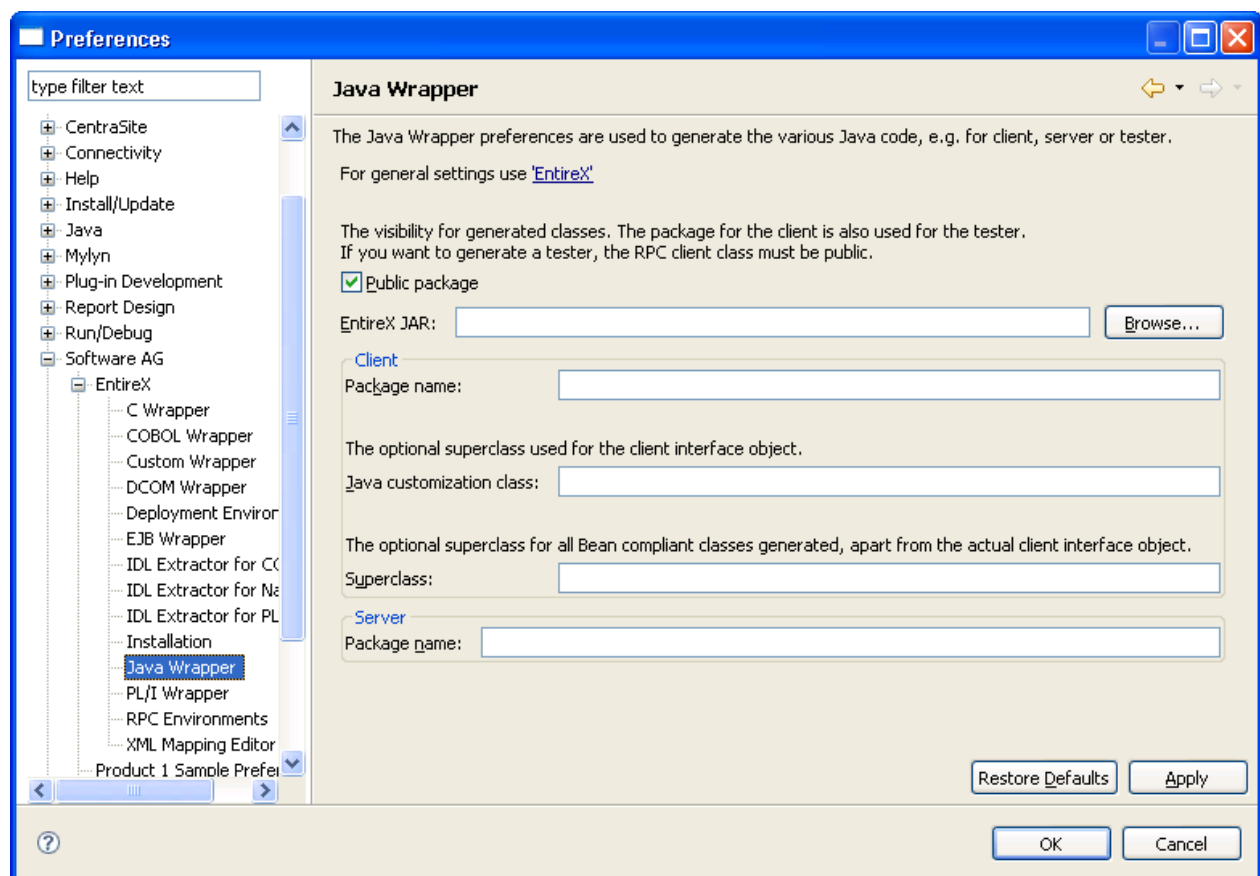 Preferences
type filter text
CentraSite
Connectivity
Help
Install/Update
Java
Mylyn
Plug-in Development
Report Design
Run/Debug
Software AG
EntireX
C Wrapper
COBOL Wrapper
Custom Wrapper
DCOM Wrapper
Deployment Environ
EJB Wrapper
IDL Extractor for CO
IDL Extractor for Na
IDL Extractor for PL
Installation
Java Wrapper
PL/I Wrapper
RPC Environments
XML Mapping Editor
Product 1 Sample Prefer
Java Wrapper
The Java Wrapper preferences are used to generate the various Java code, e.g. for client, server or tester.
For general settings use 'EntireX'
The visibility for generated classes. The package for the client is also used for the tester.
If you want to generate a tester, the RPC client class must be public.
Public package
EntireX JAR:
Browse...
Client
Package name:
The optional superclass used for the client interface object.
Java customization class:
The optional superclass for all Bean compliant classes generated, apart from the actual client interface object.
Superclass:
Server
Package name:
Restore Defaults
Apply
OK
Cancel